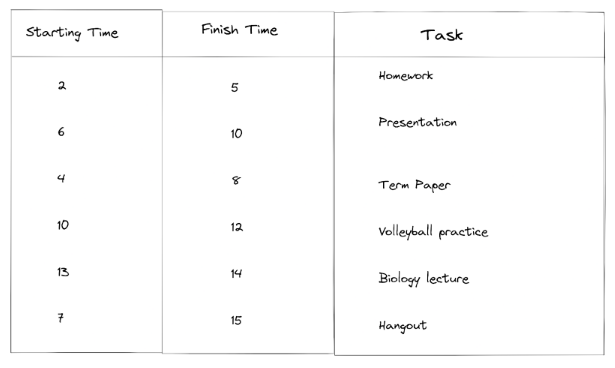 Starting Time Finish Time Task
2 5 Homework
6 10 Presentation
4 8 Term Paper
10 12 Volleyball practice
13 14 Biology lecture
7 15 Hangout